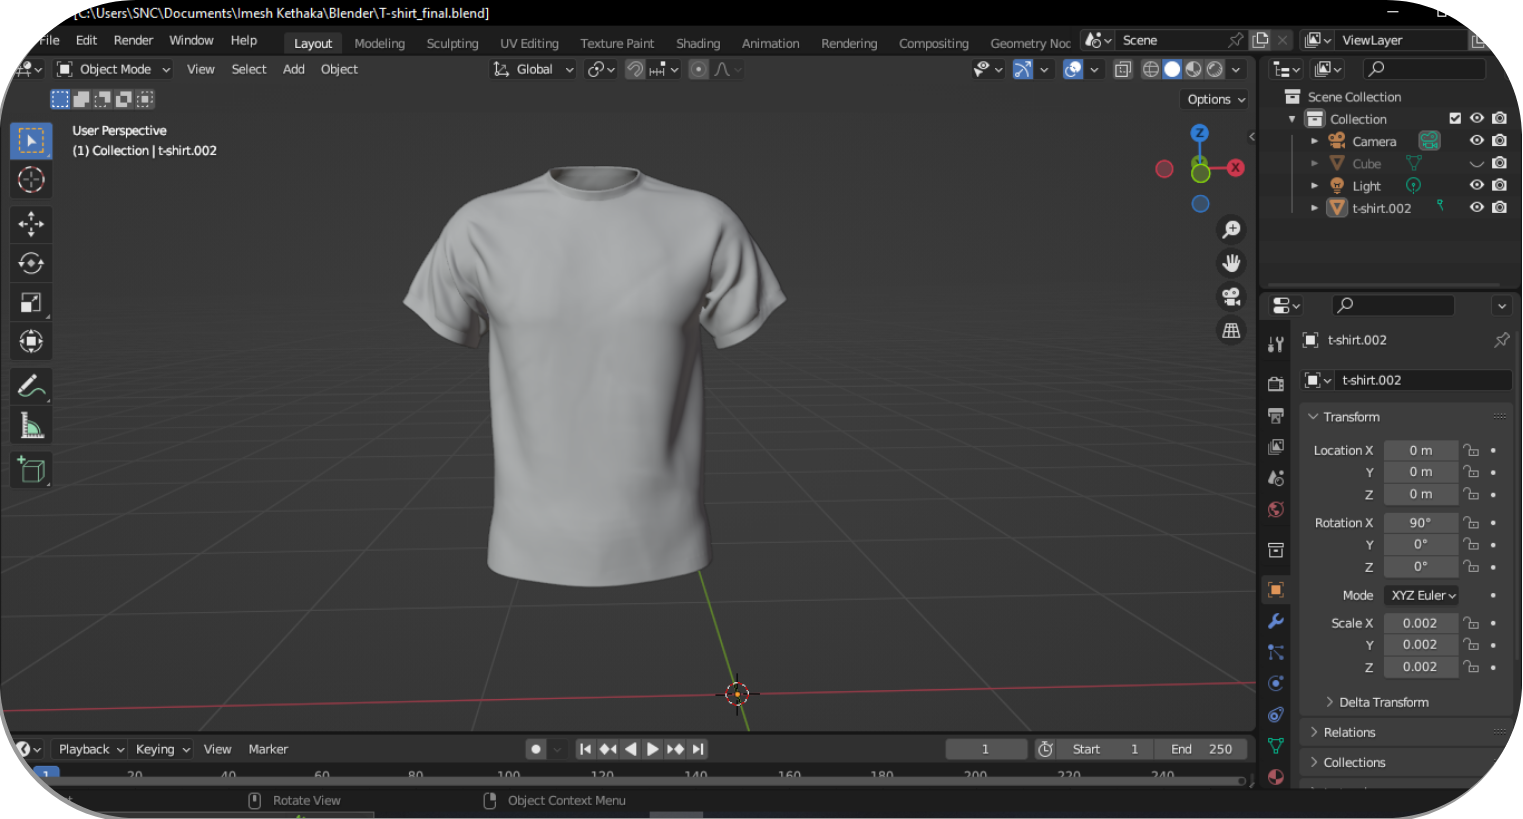 [C:\Users\SNC\Documents\Imesh Kethaka\Blender\T-shirt_final.blend]
File Edit Render Window Help Layout Modeling Sculpting UV Editing Texture Paint Shading Animation Rendering Compositing Geometry Noc Scene ViewLayer
Object Mode View Select Add Object Global
Options
User Perspective
(1) Collection | t-shirt.002
Z
X
Scene Collection
Collection
Camera
Cube
Light
t-shirt.002
t-shirt.002
t-shirt.002
Transform
Location X 0 m
Y 0 m
Z 0 m
Rotation X 90°
Y 0°
Z 0°
Mode XYZ Euler
Scale X 0.002
Y 0.002
Z 0.002
Delta Transform
Relations
Collections
Playback Keying View Marker 1 Start 1 End 250
1 20 40 60 80 100 120 140 160 180 200 220 240
Rotate View Object Context Menu